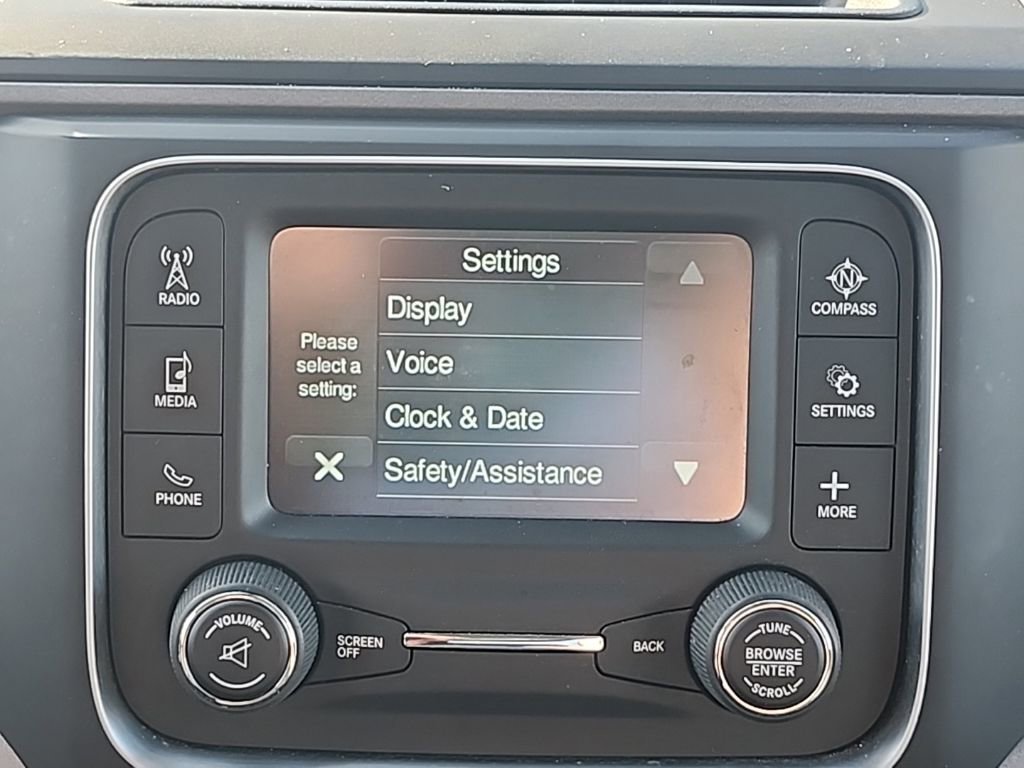 RADIO
MEDIA
PHONE
Settings
Display
Voice
Clock & Date
Safety/Assistance
Please
select a
setting:
N
COMPASS
SETTINGS
MORE
VOLUME
SCREEN
OFF
BACK
TUNE
BROWSE
ENTER
SCROLL